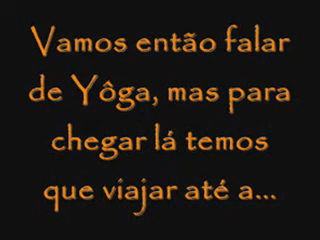 Vamos então falar
de Yôga, mas para
chegar lá temos
que viajar até a...